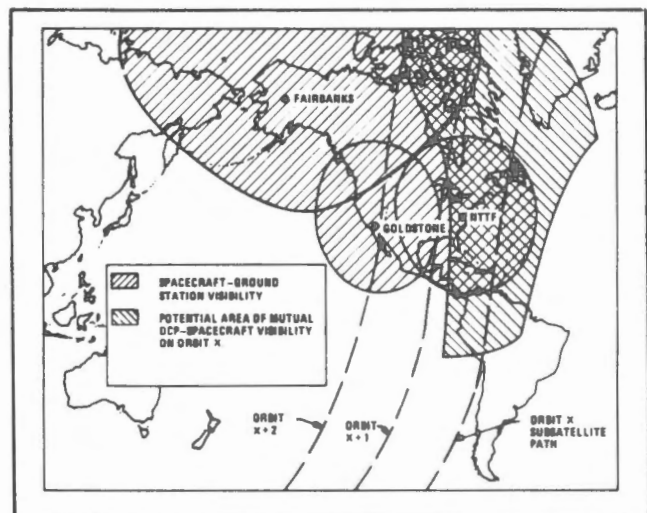 FAIRBANKS
GOLDSTONE
NTTF
SPACECRAFT-GROUND
STATION VISIBILITY
POTENTIAL AREA OF MUTUAL
DCP-SPACECRAFT VISIBILITY
ON ORBIT X
ORBIT
X+2
ORBIT
X+1
ORBIT X
SUBSATELLITE
PATH